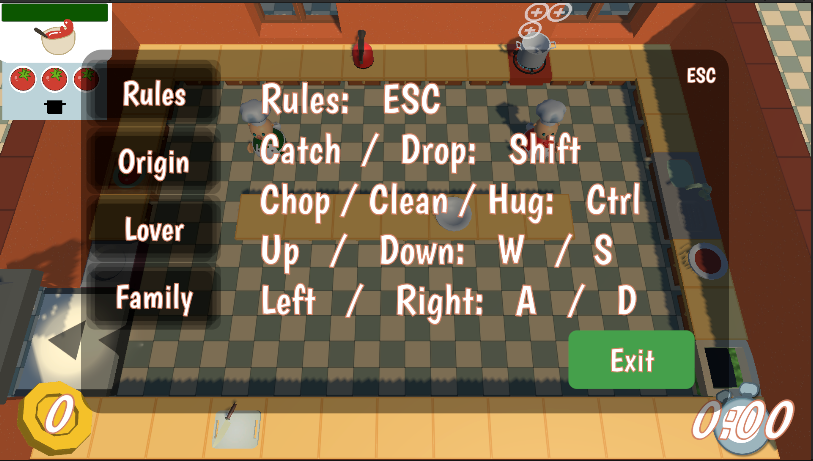 ESC
Rules
Origin
Lover
Family
Rules: ESC
Catch / Drop: Shift
Chop / Clean / Hug: Ctrl
Up / Down: W / S
Left / Right: A / D
Exit
0
0:00